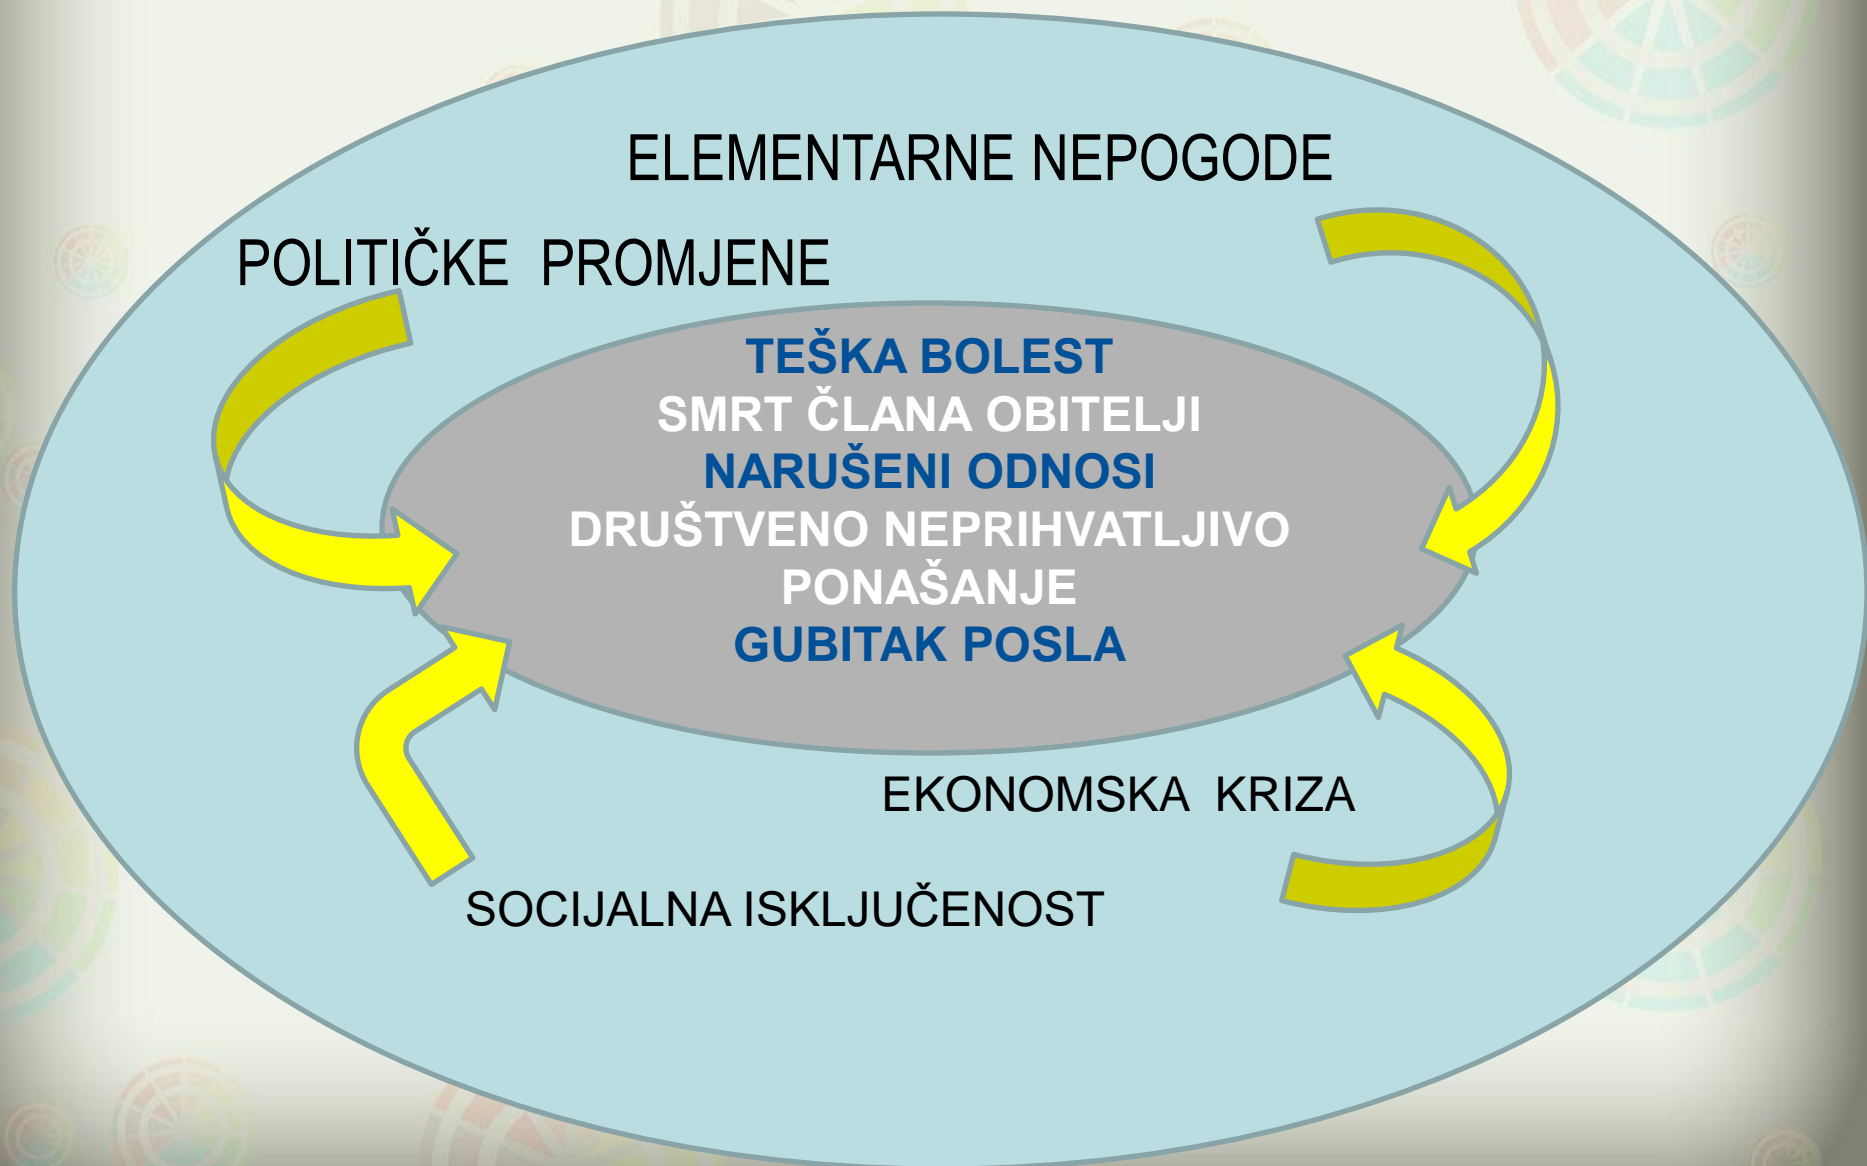 ELEMENTARNE NEPOGODE
POLITIČKE PROMJENE
TEŠKA BOLEST
SMRT ČLANA OBITELJI
NARUŠENI ODNOSI
DRUŠTVENO NEPRIHVATLJIVO
PONAŠANJE
GUBITAK POSLA
EKONOMSKA KRIZA
SOCIJALNA ISKLJUČENOST